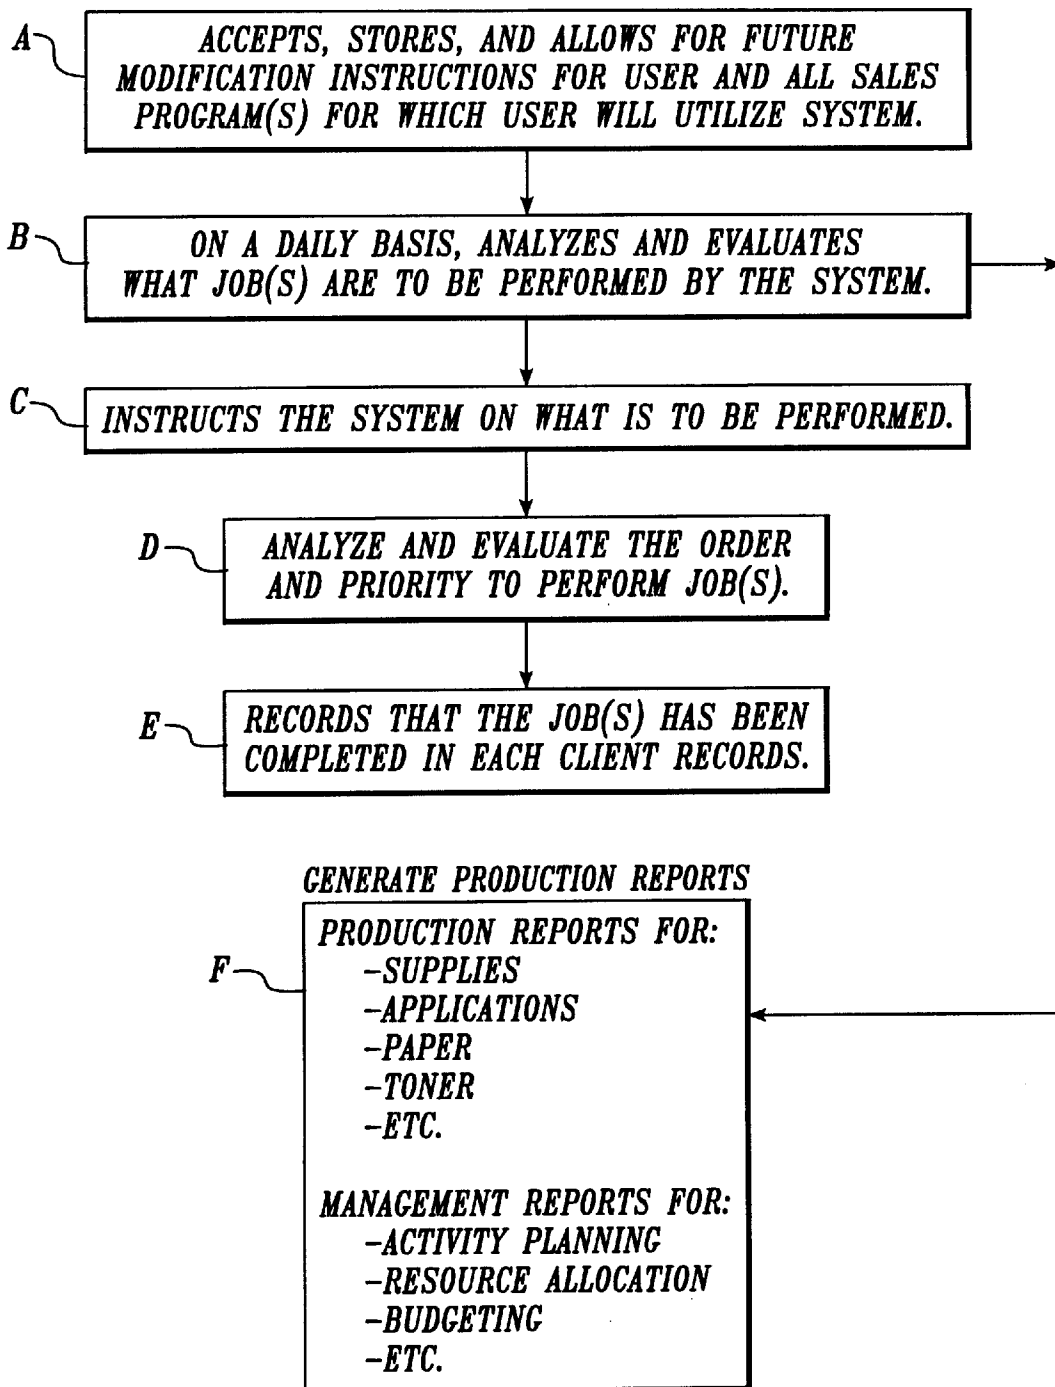 A
ACCEPTS, STORES, AND ALLOWS FOR FUTURE
MODIFICATION INSTRUCTIONS FOR USER AND ALL SALES
PROGRAM(S) FOR WHICH USER WILL UTILIZE SYSTEM.
B
ON A DAILY BASIS, ANALYZES AND EVALUATES
WHAT JOB(S) ARE TO BE PERFORMED BY THE SYSTEM.
C
INSTRUCTS THE SYSTEM ON WHAT IS TO BE PERFORMED.
D
ANALYZE AND EVALUATE THE ORDER
AND PRIORITY TO PERFORM JOB(S).
E
RECORDS THAT THE JOB(S) HAS BEEN
COMPLETED IN EACH CLIENT RECORDS.
GENERATE PRODUCTION REPORTS
F
PRODUCTION REPORTS FOR:
-SUPPLIES
-APPLICATIONS
-PAPER
-TONER
-ETC.
MANAGEMENT REPORTS FOR:
-ACTIVITY PLANNING
-RESOURCE ALLOCATION
-BUDGETING
-ETC.